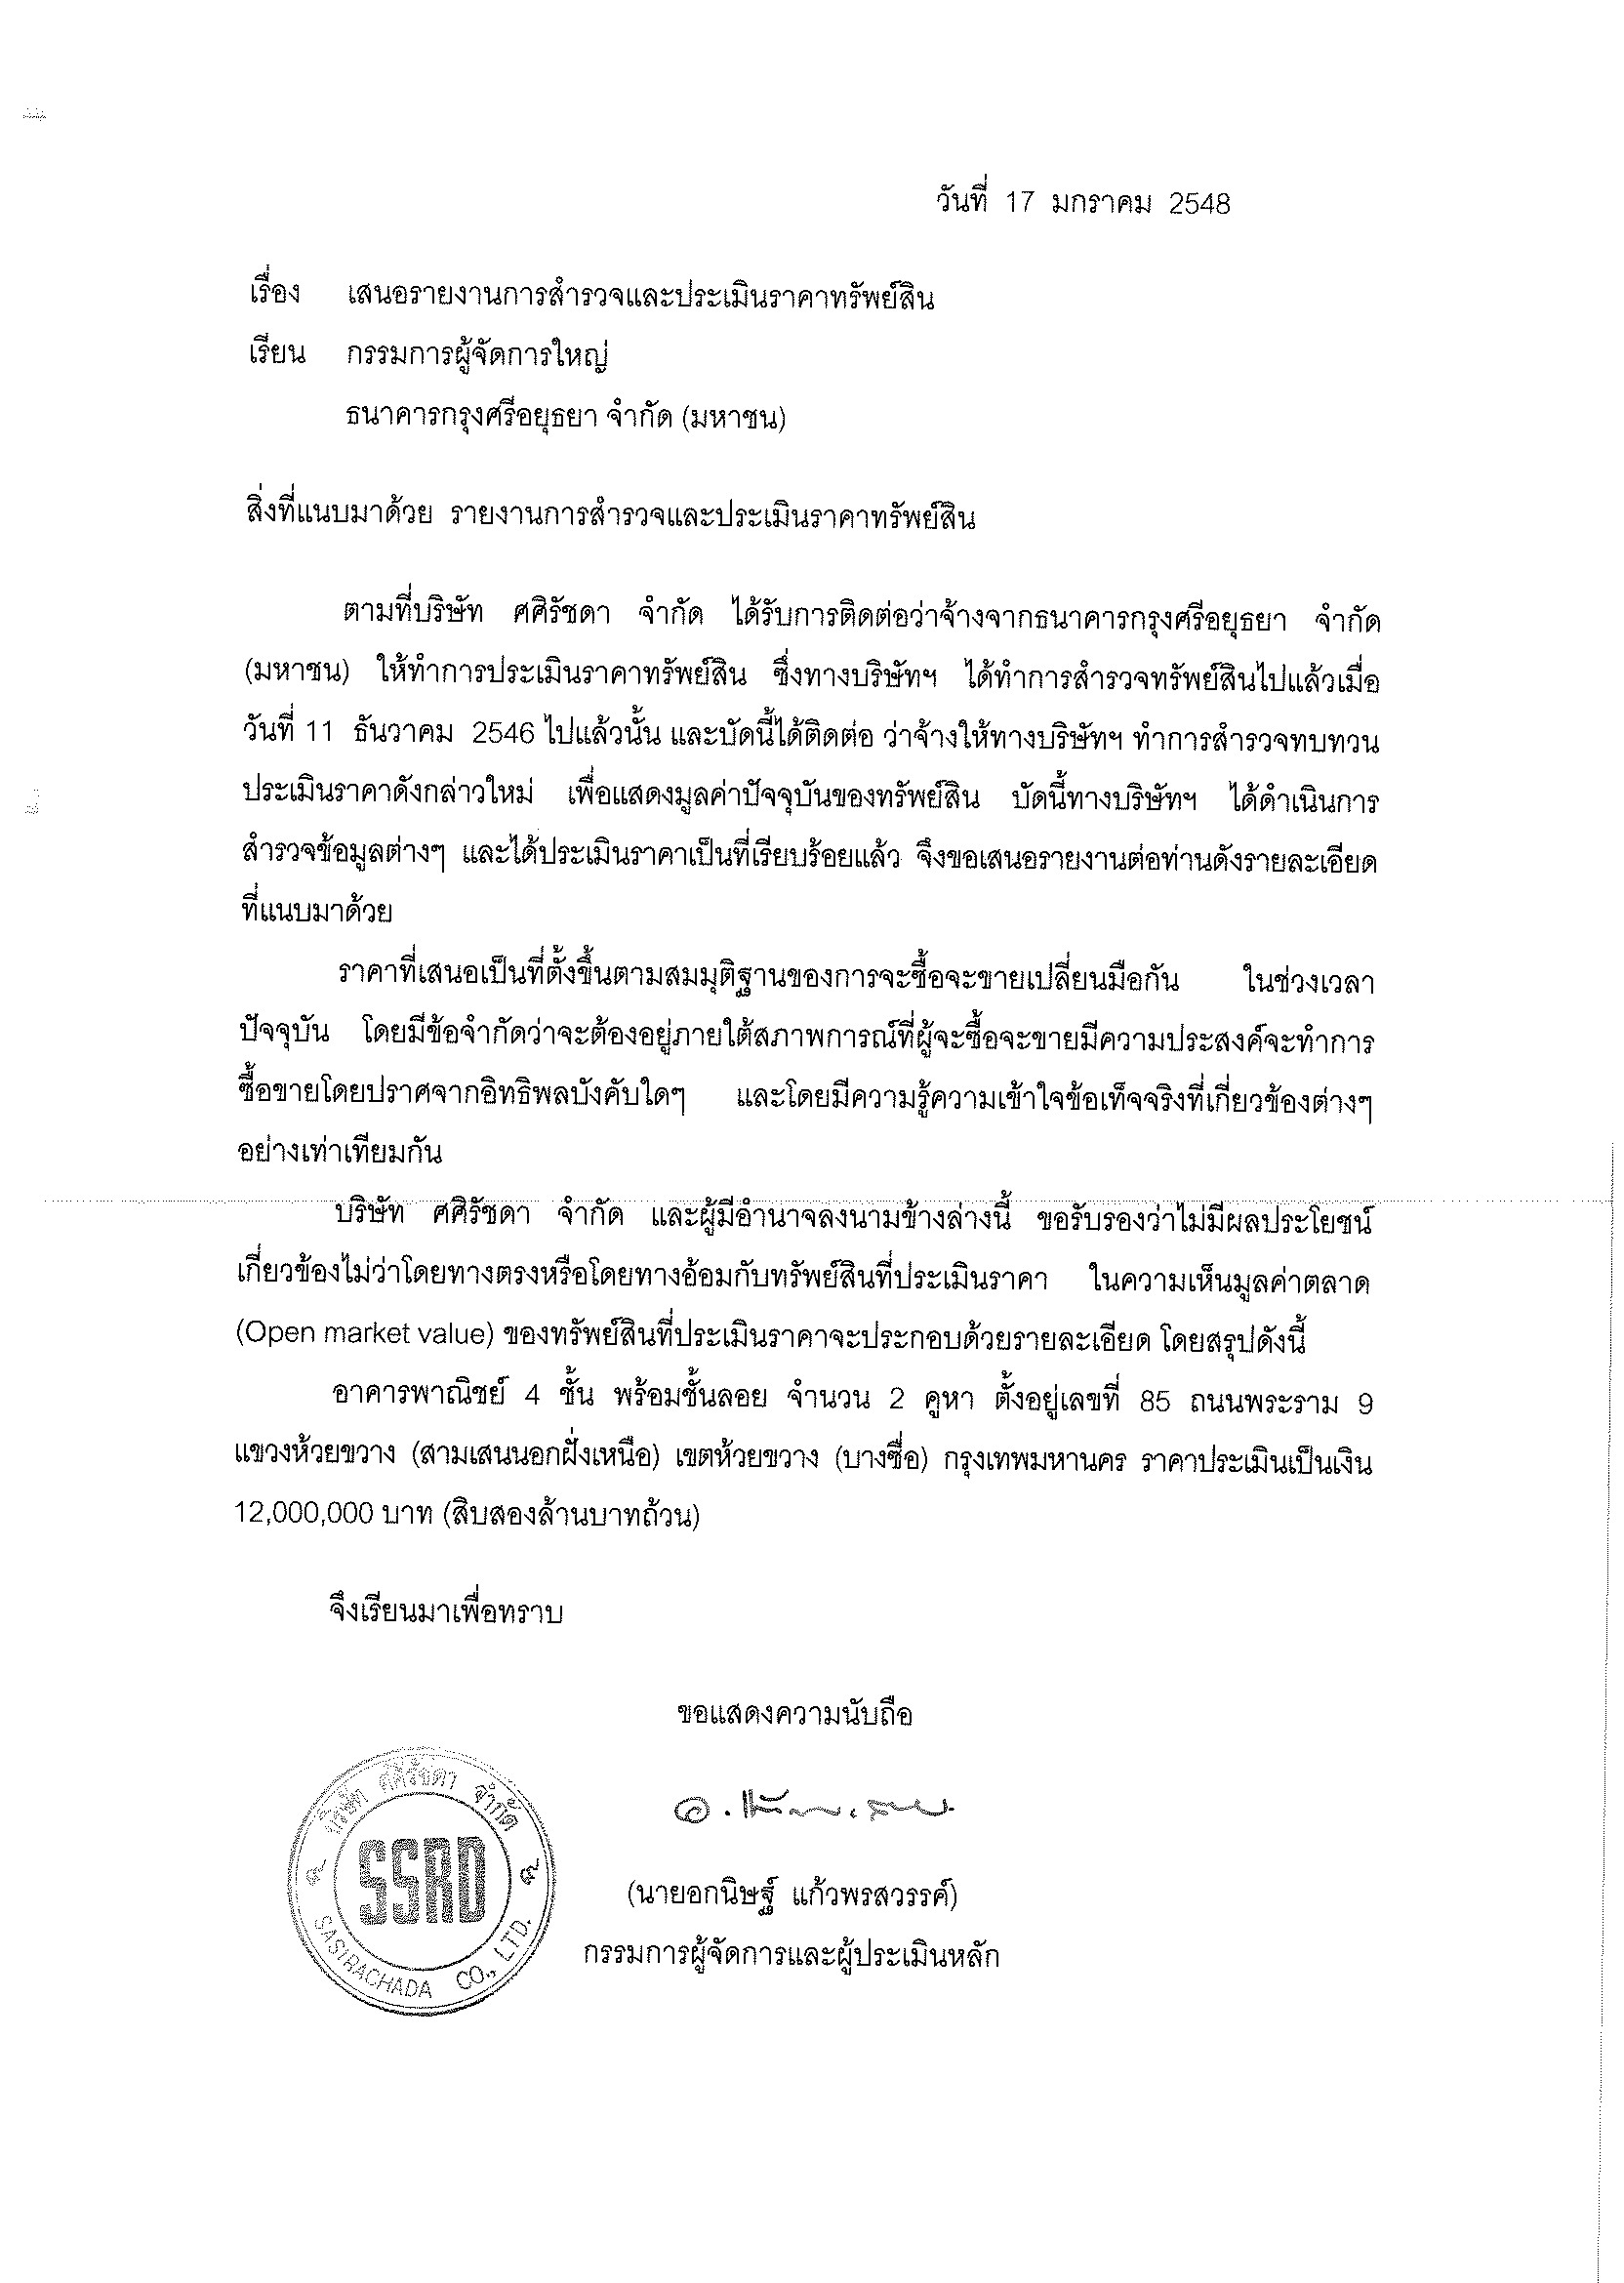 วันที่ 17 มกราคม 2548
เรื่อง เสนอรายงานการสำรวจและประเมินราคาทรัพย์สิน
เรียน กรรมการผู้จัดการใหญ่
ธนาคารกรุงศรีอยุธยา จำกัด (มหาชน)
สิ่งที่แนบมาด้วย รายงานการสำรวจและประเมินราคาทรัพย์สิน
ตามที่บริษัท ศศิรัชดา จำกัด ได้รับการติดต่อว่าจ้างจากธนาคารกรุงศรีอยุธยา จำกัด
(มหาชน) ให้ทำการประเมินราคาทรัพย์สิน ซึ่งทางบริษัทฯ ได้ทำการสำรวจทรัพย์สินไปแล้วเมื่อ
วันที่ 11 ธันวาคม 2546 ไปแล้วนั้น และบัดนี้ได้ติดต่อ ว่าจ้างให้ทางบริษัทฯ ทำการสำรวจทบทวน
ประเมินราคาดังกล่าวใหม่ เพื่อแสดงมูลค่าปัจจุบันของทรัพย์สิน บัดนี้ทางบริษัทฯ ได้ดำเนินการ
สำรวจข้อมูลต่างๆ และได้ประเมินราคาเป็นที่เรียบร้อยแล้ว จึงขอเสนอรายงานต่อท่านดังรายละเอียด
ที่แนบมาด้วย
ราคาที่เสนอเป็นที่ตั้งขึ้นตามสมมุติฐานของการจะซื้อจะขายเปลี่ยนมือกัน ในช่วงเวลา
ปัจจุบัน โดยมีข้อจำกัดว่าจะต้องอยู่ภายใต้สภาพการณ์ที่ผู้จะซื้อจะขายมีความประสงค์จะทำการ
ซื้อขายโดยปราศจากอิทธิพลบังคับใดๆ และโดยมีความรู้ความเข้าใจข้อเท็จจริงที่เกี่ยวข้องต่างๆ
อย่างเท่าเทียมกัน
บริษัท ศศิรัชดา จำกัด และผู้มีอำนาจลงนามข้างล่างนี้ ขอรับรองว่าไม่มีผลประโยชน์
เกี่ยวข้องไม่ว่าโดยทางตรงหรือโดยทางอ้อมกับทรัพย์สินที่ประเมินราคา ในความเห็นมูลค่าตลาด
(Open market value) ของทรัพย์สินที่ประเมินราคาจะประกอบด้วยรายละเอียด โดยสรุปดังนี้
อาคารพาณิชย์ 4 ชั้น พร้อมชั้นลอย จำนวน 2 คูหา ตั้งอยู่เลขที่ 85 ถนนพระราม 9
แขวงห้วยขวาง (สามเสนนอกฝั่งเหนือ) เขตห้วยขวาง (บางซื่อ) กรุงเทพมหานคร ราคาประเมินเป็นเงิน
12,000,000 บาท (สิบสองล้านบาทถ้วน)
จึงเรียนมาเพื่อทราบ
ขอแสดงความนับถือ
บริษัท ศศิรัชดา จำกัด
SSRD
SASIRACHADA CO., LTD.
(นายอกนิษฐ์ แก้วพรสวรรค์)
กรรมการผู้จัดการและผู้ประเมินหลัก